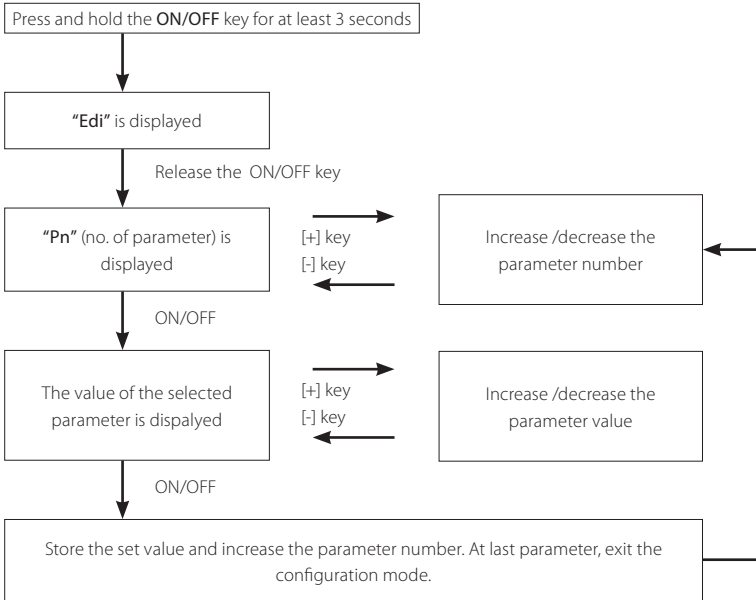 Press and hold the ON/OFF key for at least 3 seconds
"Edi" is displayed
Release the ON/OFF key
"Pn" (no. of parameter) is
displayed
[+] key
[-] key
Increase /decrease the
parameter number
ON/OFF
The value of the selected
parameter is dispalyed
[+] key
[-] key
Increase /decrease the
parameter value
ON/OFF
Store the set value and increase the parameter number. At last parameter, exit the
configuration mode.